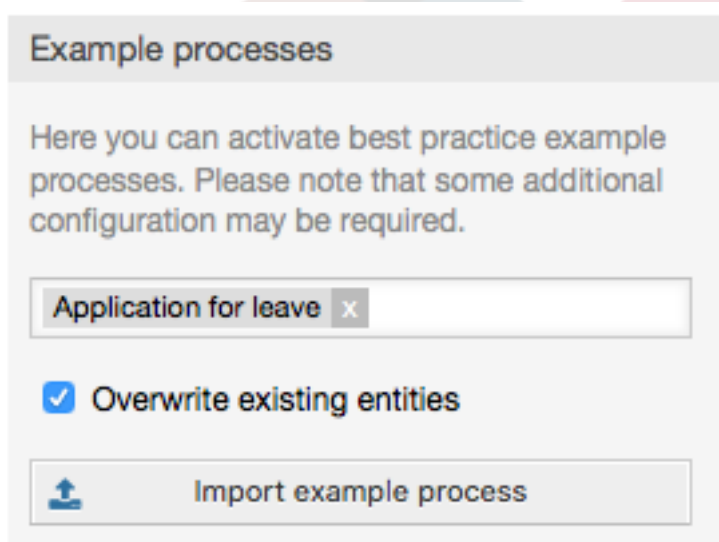 Example processes
Here you can activate best practice example
processes. Please note that some additional
configuration may be required.
Application for leave x
Overwrite existing entities
Import example process